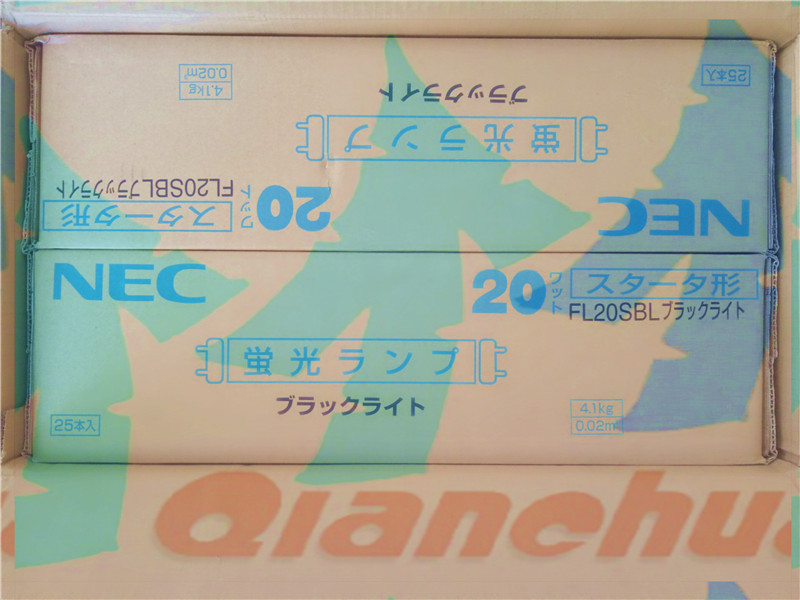 25本入
4.1kg
0.02m³
ブラックライト
蛍光ランプ
NEC
20ワット
スタータ形
FL20SBLブラックライト
NEC
20ワット
スタータ形
FL20SBLブラックライト
蛍光ランプ
ブラックライト
25本入
4.1kg
0.02m³
Qianchua